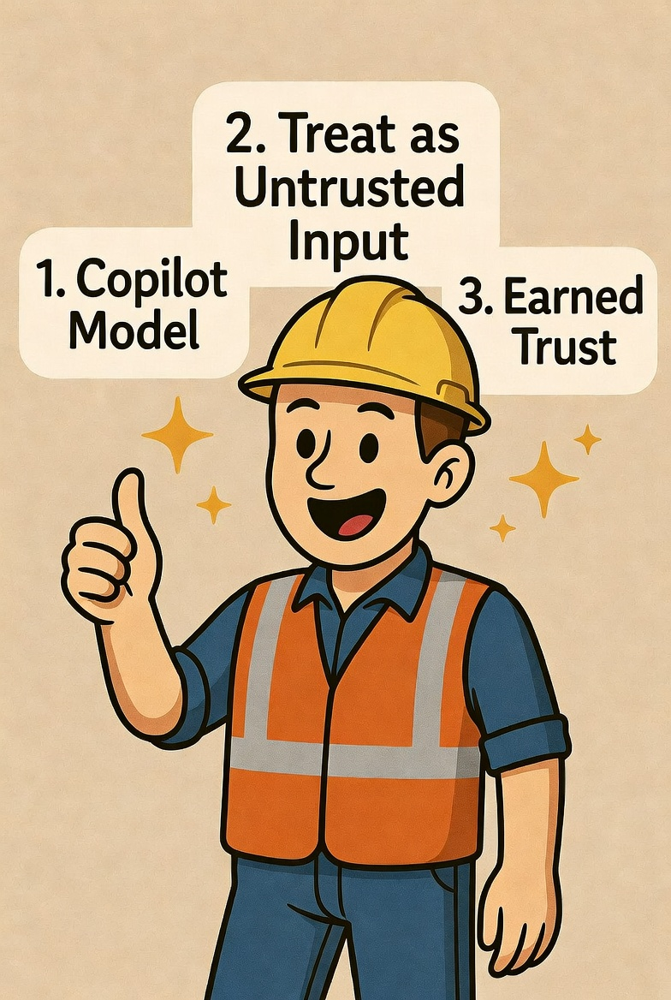 1. Copilot
Model
2. Treat as
Untrusted
Input
3. Earned
Trust